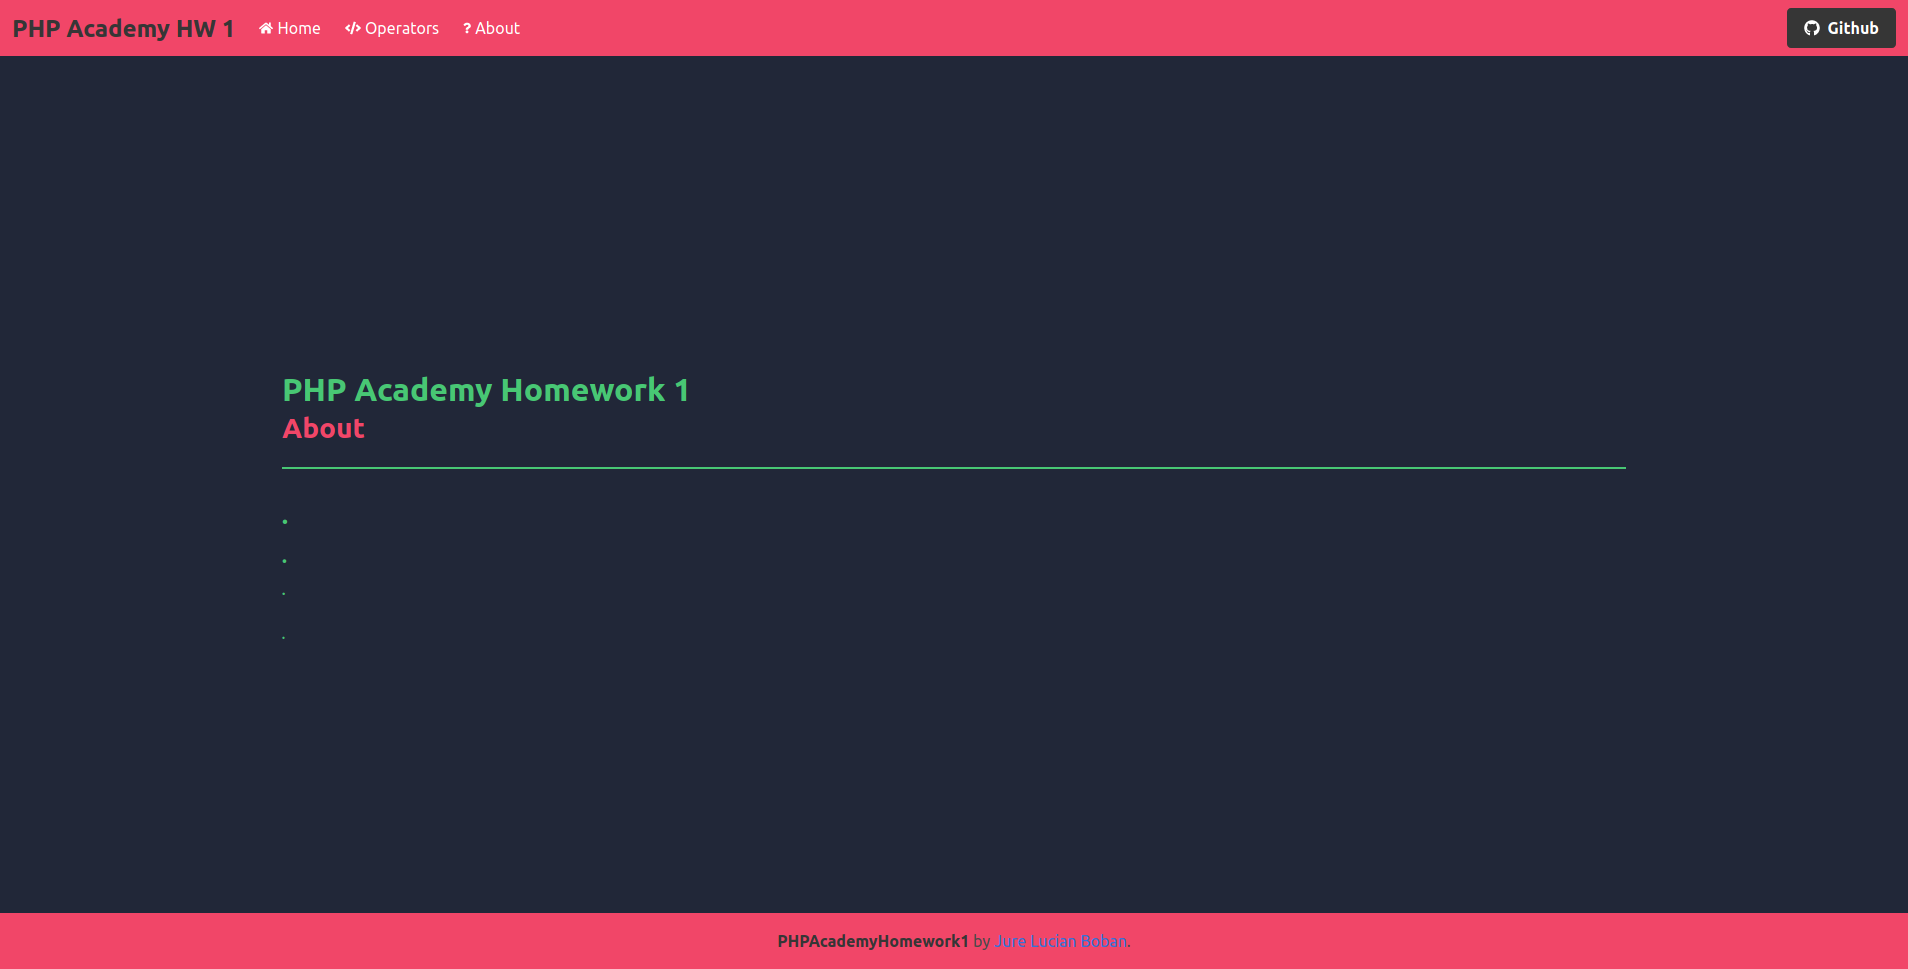 PHP Academy HW 1 Home Operators ? About Github
PHP Academy Homework 1
About
•
•
.
.
PHPAcademyHomework1 by Jure Lucian Boban.